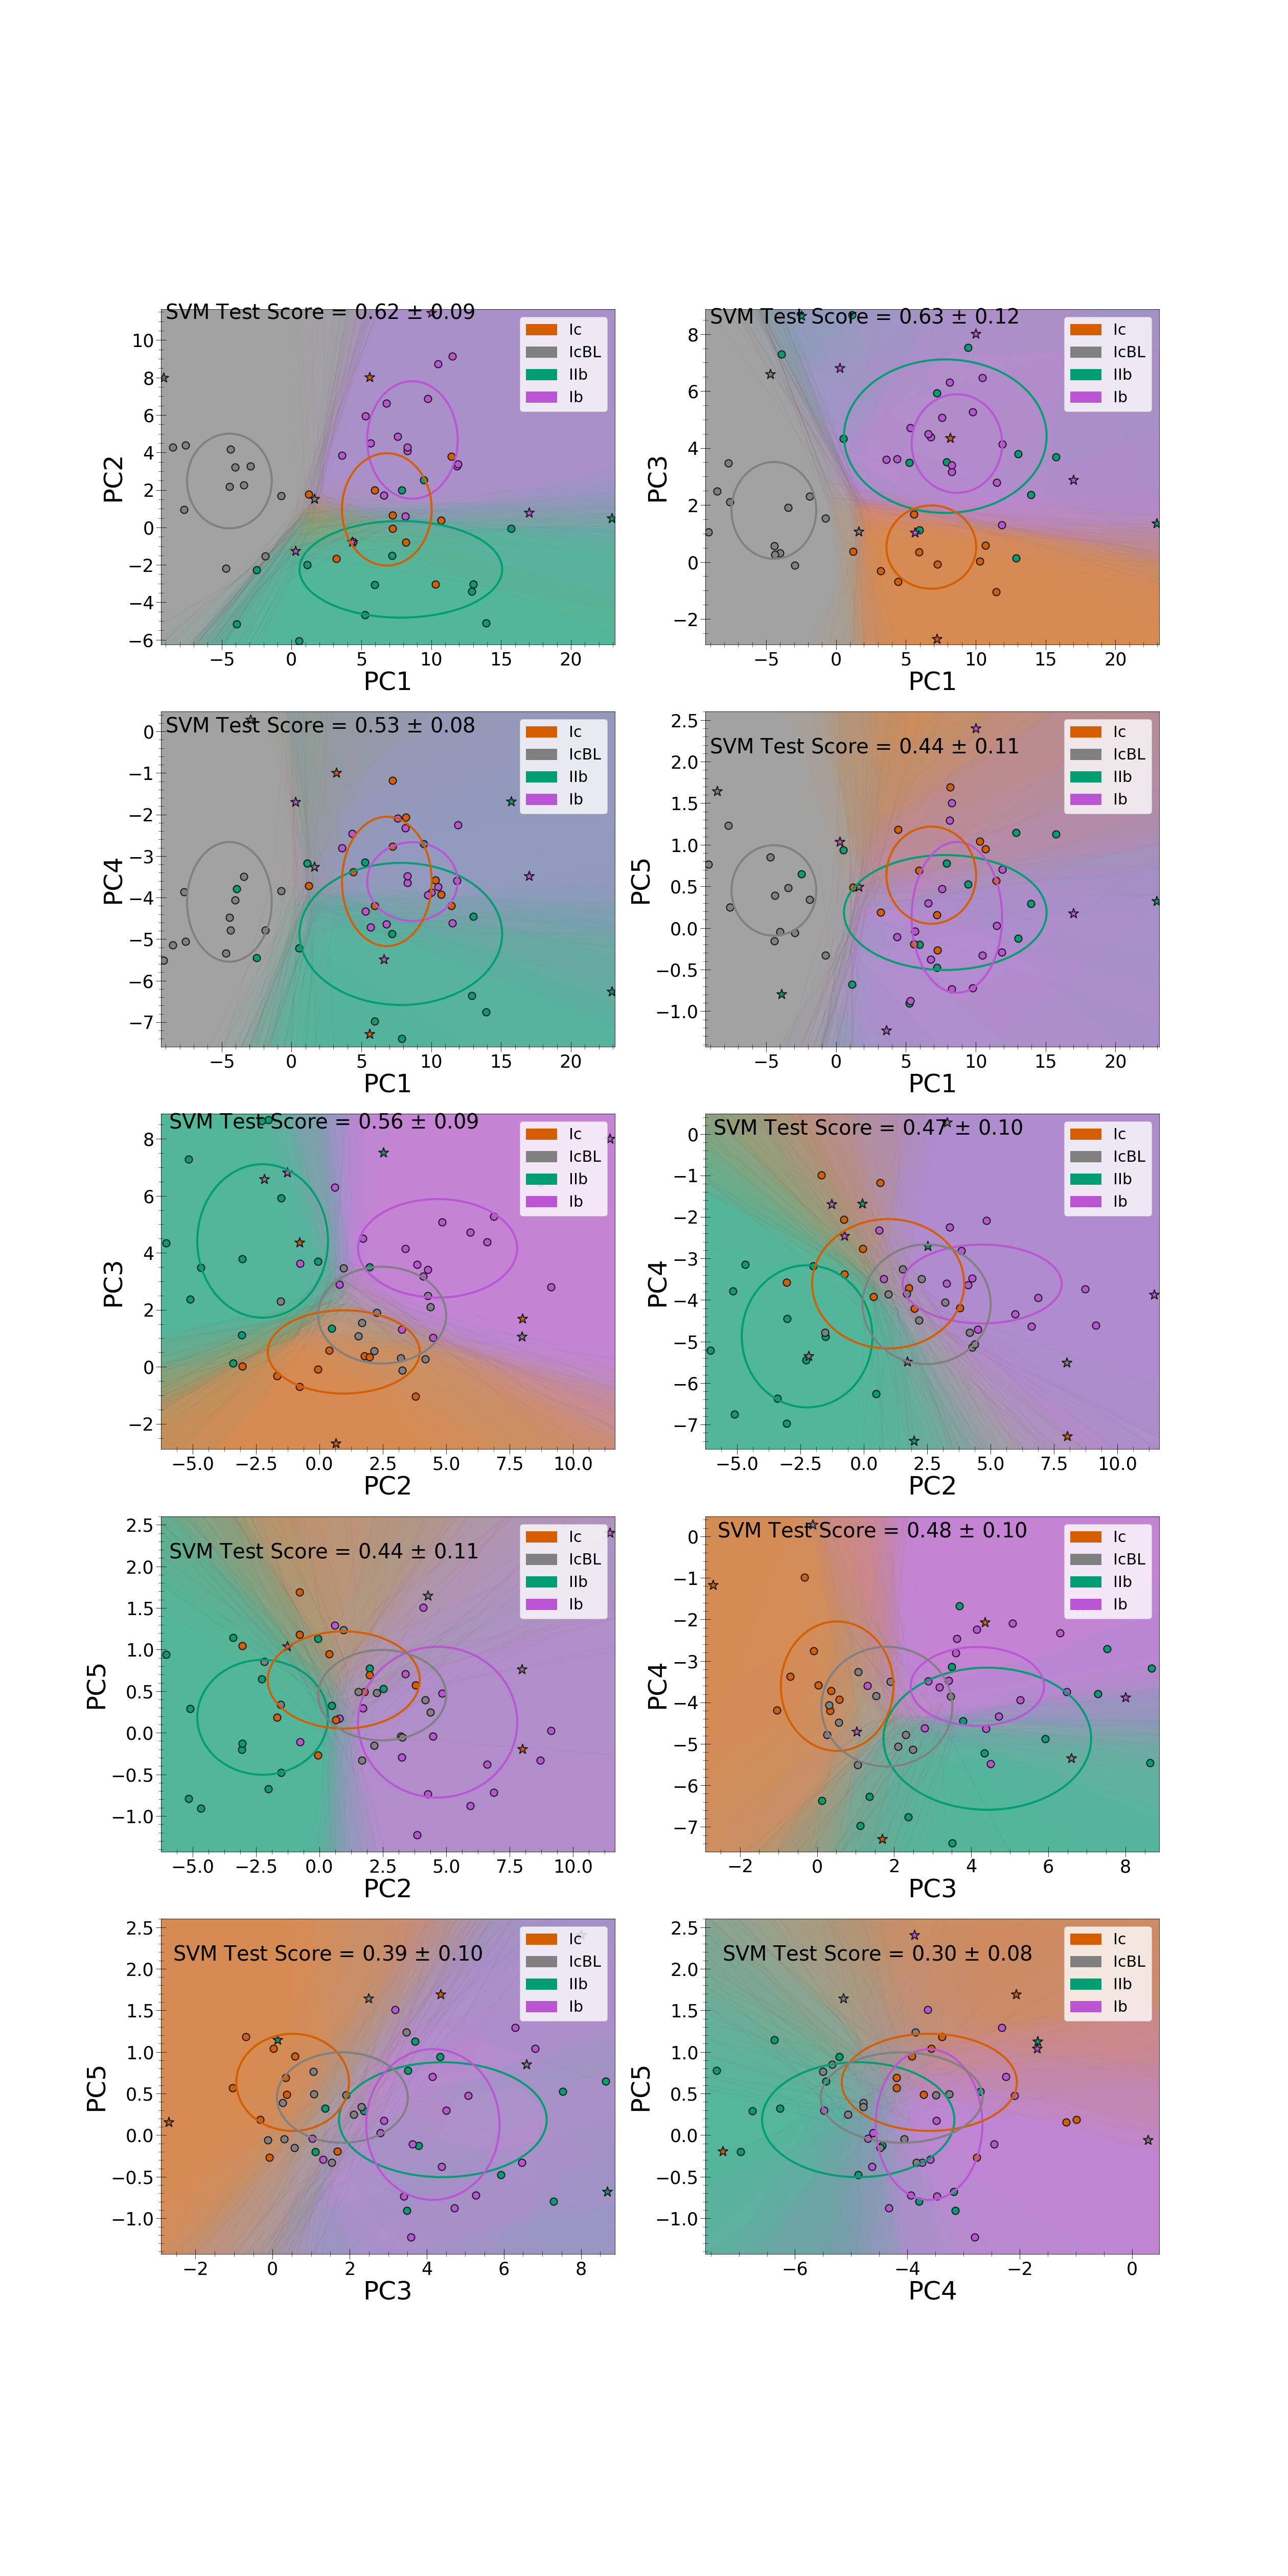 SVM Test Score = 0.62 ± 0.09
Ic
IcBL
IIb
Ib
10
8
6
4
2
0
−2
−4
−6
PC2
−5 0 5 10 15 20
PC1
SVM Test Score = 0.63 ± 0.12
Ic
IcBL
IIb
Ib
8
6
4
2
0
−2
PC3
−5 0 5 10 15 20
PC1
SVM Test Score = 0.53 ± 0.08
Ic
IcBL
IIb
Ib
0
−1
−2
−3
−4
−5
−6
−7
PC4
−5 0 5 10 15 20
PC1
SVM Test Score = 0.44 ± 0.11
Ic
IcBL
IIb
Ib
2.5
2.0
1.5
1.0
0.5
0.0
−0.5
−1.0
PC5
−5 0 5 10 15 20
PC1
SVM Test Score = 0.56 ± 0.09
Ic
IcBL
IIb
Ib
8
6
4
2
0
−2
PC3
−5.0 −2.5 0.0 2.5 5.0 7.5 10.0
PC2
SVM Test Score = 0.47 ± 0.10
Ic
IcBL
IIb
Ib
0
−1
−2
−3
−4
−5
−6
−7
PC4
−5.0 −2.5 0.0 2.5 5.0 7.5 10.0
PC2
SVM Test Score = 0.44 ± 0.11
Ic
IcBL
IIb
Ib
2.5
2.0
1.5
1.0
0.5
0.0
−0.5
−1.0
PC5
−5.0 −2.5 0.0 2.5 5.0 7.5 10.0
PC2
SVM Test Score = 0.48 ± 0.10
Ic
IcBL
IIb
Ib
0
−1
−2
−3
−4
−5
−6
−7
PC4
−2 0 2 4 6 8
PC3
SVM Test Score = 0.39 ± 0.10
Ic
IcBL
IIb
Ib
2.5
2.0
1.5
1.0
0.5
0.0
−0.5
−1.0
PC5
−2 0 2 4 6 8
PC3
SVM Test Score = 0.30 ± 0.08
Ic
IcBL
IIb
Ib
2.5
2.0
1.5
1.0
0.5
0.0
−0.5
−1.0
PC5
−6 −4 −2 0
PC4